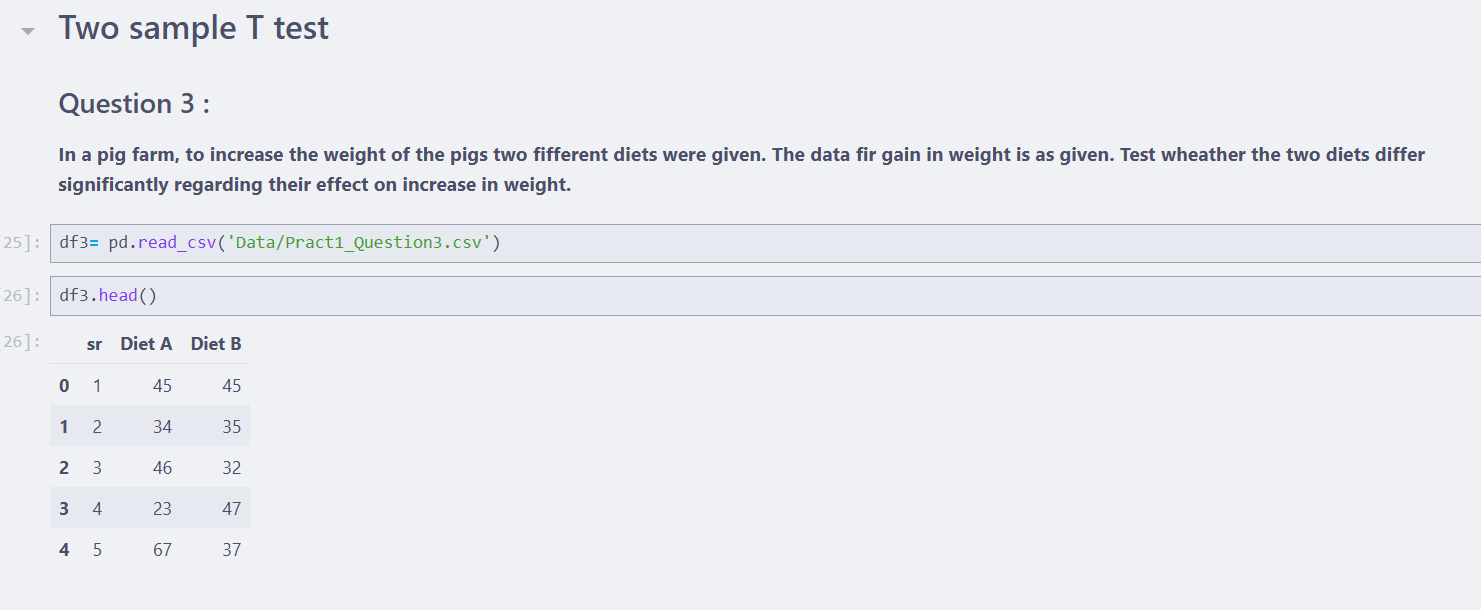 Two sample T test
Question 3 :
In a pig farm, to increase the weight of the pigs two fifferent diets were given. The data fir gain in weight is as given. Test wheather the two diets differ
significantly regarding their effect on increase in weight.
25]: df3= pd.read_csv('Data/Pract1_Question3.csv')
26]: df3.head()
26]: sr Diet A Diet B
0 1 45 45
1 2 34 35
2 3 46 32
3 4 23 47
4 5 67 37